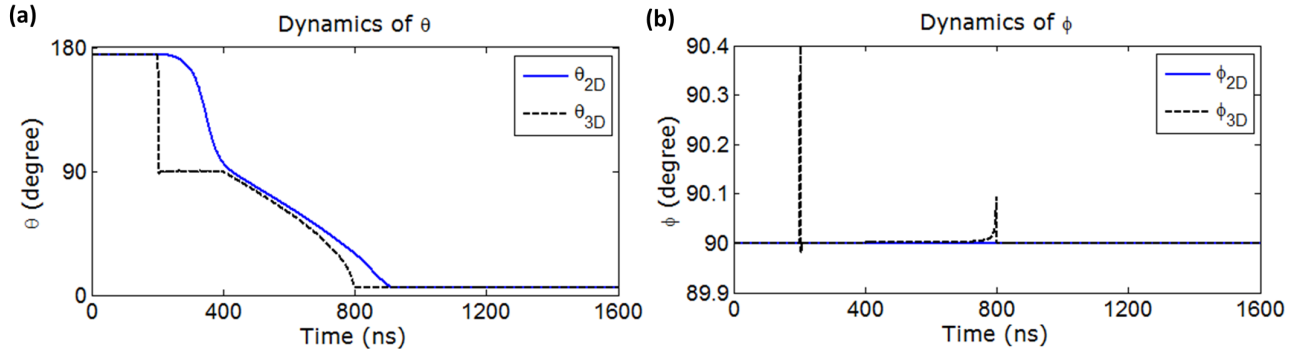 (a)
Dynamics of θ
180
90
0
θ (degree)
θ2D
θ3D
0 400 800 1200 1600
Time (ns)
(b)
Dynamics of ϕ
90.4
90.3
90.2
90.1
90
89.9
ϕ (degree)
ϕ2D
ϕ3D
0 400 800 1200 1600
Time (ns)